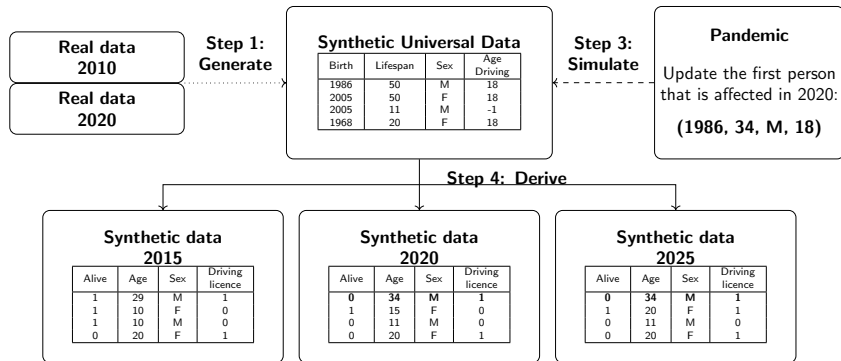 Real data
2010
Real data
2020
Step 1:
Generate
Synthetic Universal Data
Birth Lifespan Sex Age Driving
1986 50 M 18
2005 50 F 18
2005 11 M -1
1968 20 F 18
Step 3:
Simulate
Pandemic
Update the first person
that is affected in 2020:
(1986, 34, M, 18)
Step 4: Derive
Synthetic data
2015
Alive Age Sex Driving licence
1 29 M 1
1 10 F 0
1 10 M 0
0 20 F 1
Synthetic data
2020
Alive Age Sex Driving licence
0 34 M 1
1 15 F 0
0 11 M 0
0 20 F 1
Synthetic data
2025
Alive Age Sex Driving licence
0 34 M 1
1 20 F 1
0 11 M 0
0 20 F 1